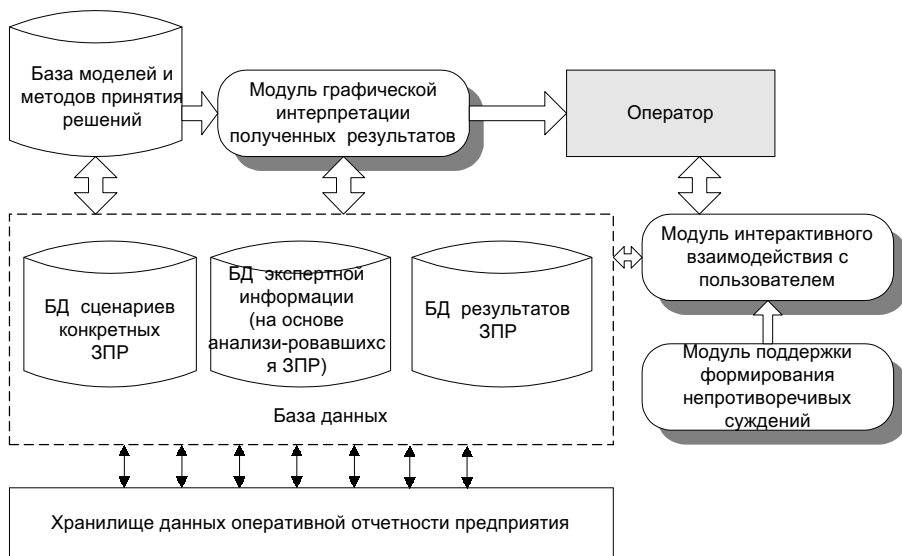 База моделей и
методов принятия
решений
Модуль графической
интерпретации
полученных результатов
Оператор
Модуль интерактивного
взаимодействия с
пользователем
БД сценариев
конкретных
ЗПР
БД экспертной
информации
(на основе
анализи-ровавшихс
я ЗПР)
БД результатов
ЗПР
Модуль поддержки
формирования
непротиворечивых
суждений
База данных
Хранилище данных оперативной отчетности предприятия